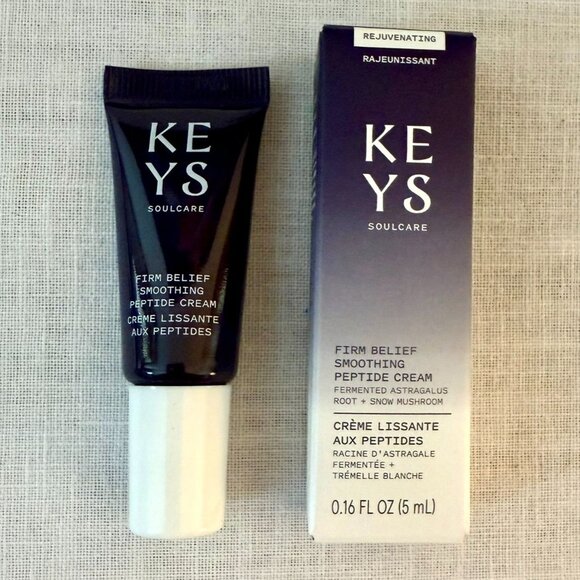 KE
YS
SOULCARE
FIRM BELIEF
SMOOTHING
PEPTIDE CREAM
CRÈME LISSANTE
AUX PEPTIDES
REJUVENATING
RAJEUNISSANT
KE
YS
SOULCARE
FIRM BELIEF
SMOOTHING
PEPTIDE CREAM
FERMENTED ASTRAGALUS
ROOT + SNOW MUSHROOM
CRÈME LISSANTE
AUX PEPTIDES
RACINE D'ASTRAGALE
FERMENTÉE +
TRÉMELLE BLANCHE
0.16 FL OZ (5 mL)